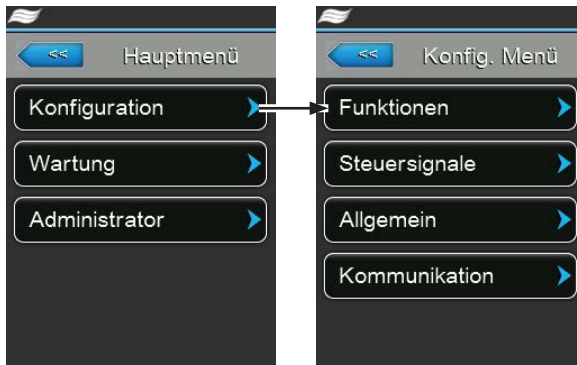 << Hauptmenü
Konfiguration
Wartung
Administrator
<< Konfig. Menü
Funktionen
Steuersignale
Allgemein
Kommunikation